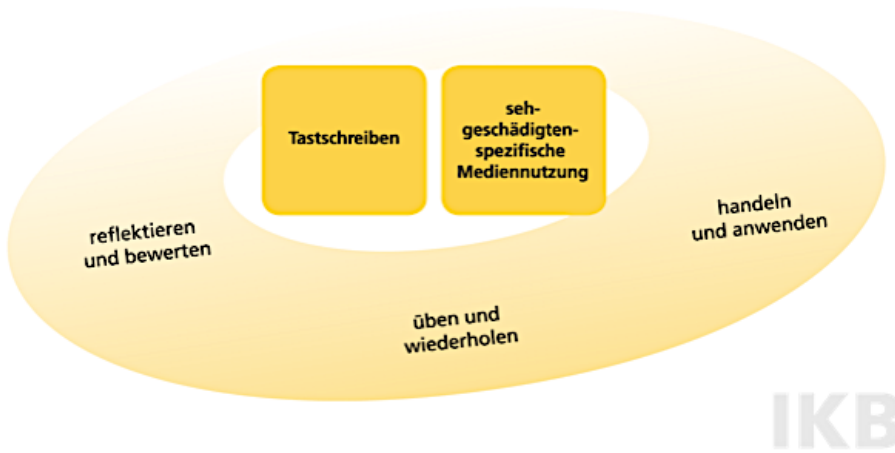 Tastschreiben
seh-
geschädigten-
spezifische
Mediennutzung
reflektieren
und bewerten
handeln
und anwenden
üben und
wiederholen
IKB